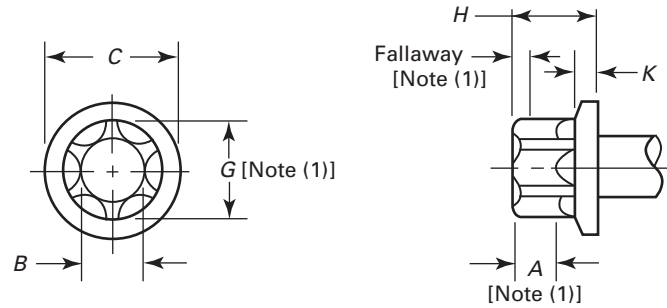 C
G [Note (1)]
B
H
Fallaway
[Note (1)]
K
A
[Note (1)]